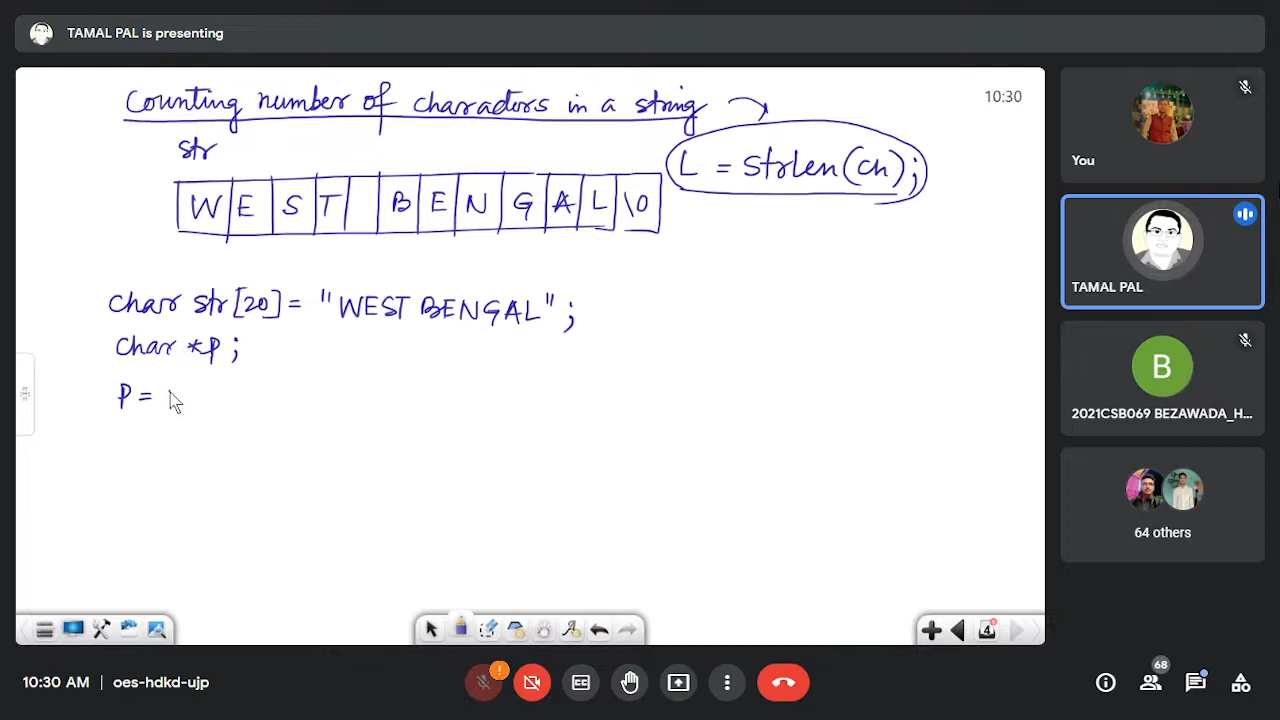 TAMAL PAL is presenting
10:30
Counting number of characters in a string
L = strlen(ch);
str
W E S T B E N G A L \0
char str[20] = "WEST BENGAL";
char *p;
P =
You
TAMAL PAL
B
2021CSB069 BEZAWADA_H...
64 others
4
68
10:30 AM | oes-hdkd-ujp